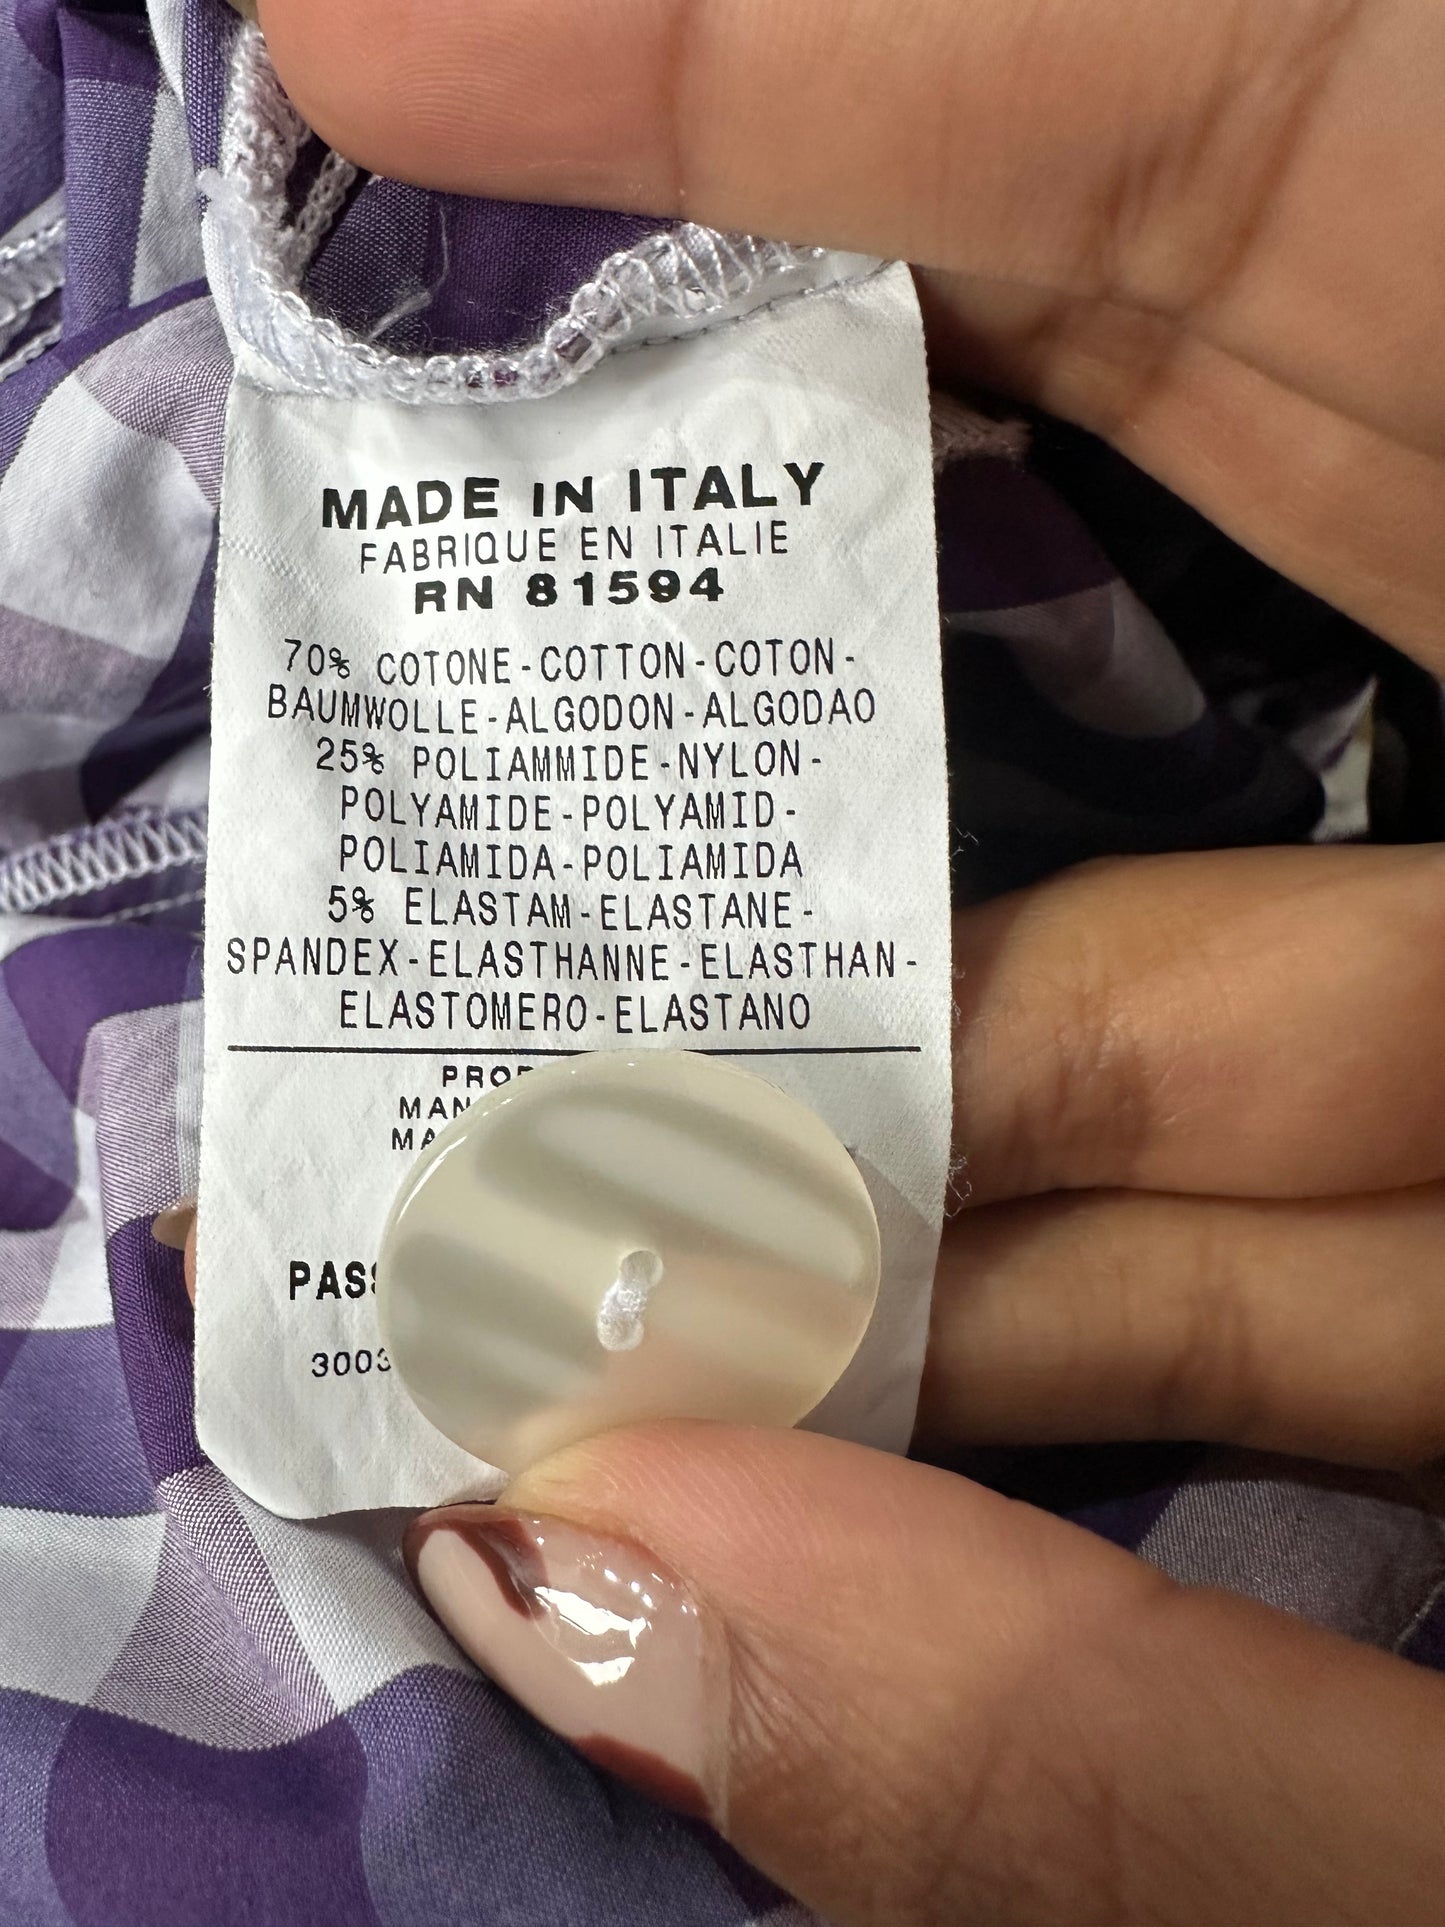 MADE IN ITALY
FABRIQUE EN ITALIE
RN 81594
70% COTONE-COTTON-COTON-
BAUMWOLLE-ALGODON-ALGODAO
25% POLIAMMIDE-NYLON-
POLYAMIDE-POLYAMID-
POLIAMIDA-POLIAMIDA
5% ELASTAM-ELASTANE-
SPANDEX-ELASTHANNE-ELASTHAN-
ELASTOMERO-ELASTANO